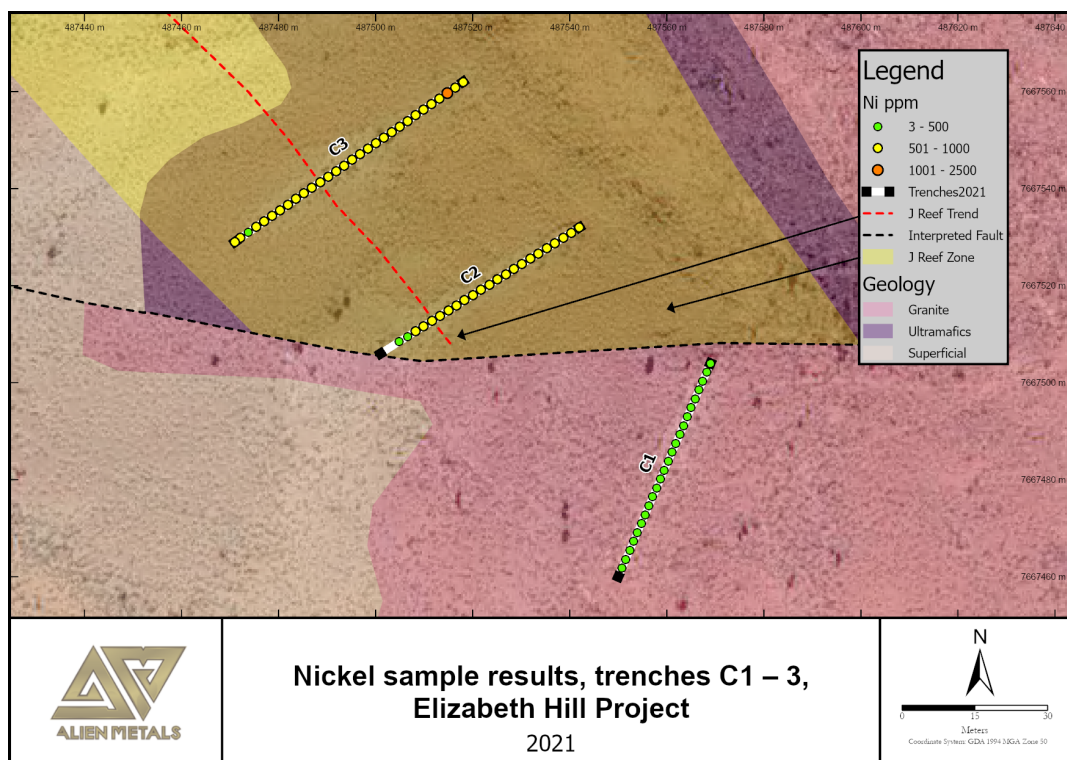 487440 m
487460 m
487480 m
487500 m
487520 m
487540 m
487560 m
487580 m
487600 m
487620 m
487640 m
7667560 m
7667540 m
7667520 m
7667500 m
7667480 m
7667460 m
C3
C2
C1
Legend
Ni ppm
3 - 500
501 - 1000
1001 - 2500
Trenches2021
J Reef Trend
Interpreted Fault
J Reef Zone
Geology
Granite
Ultramafics
Superficial
ALIEN METALS
Nickel sample results, trenches C1 – 3,
Elizabeth Hill Project
2021
N
0 15 30
Meters
Coordinate System: GDA 1994 MGA Zone 50